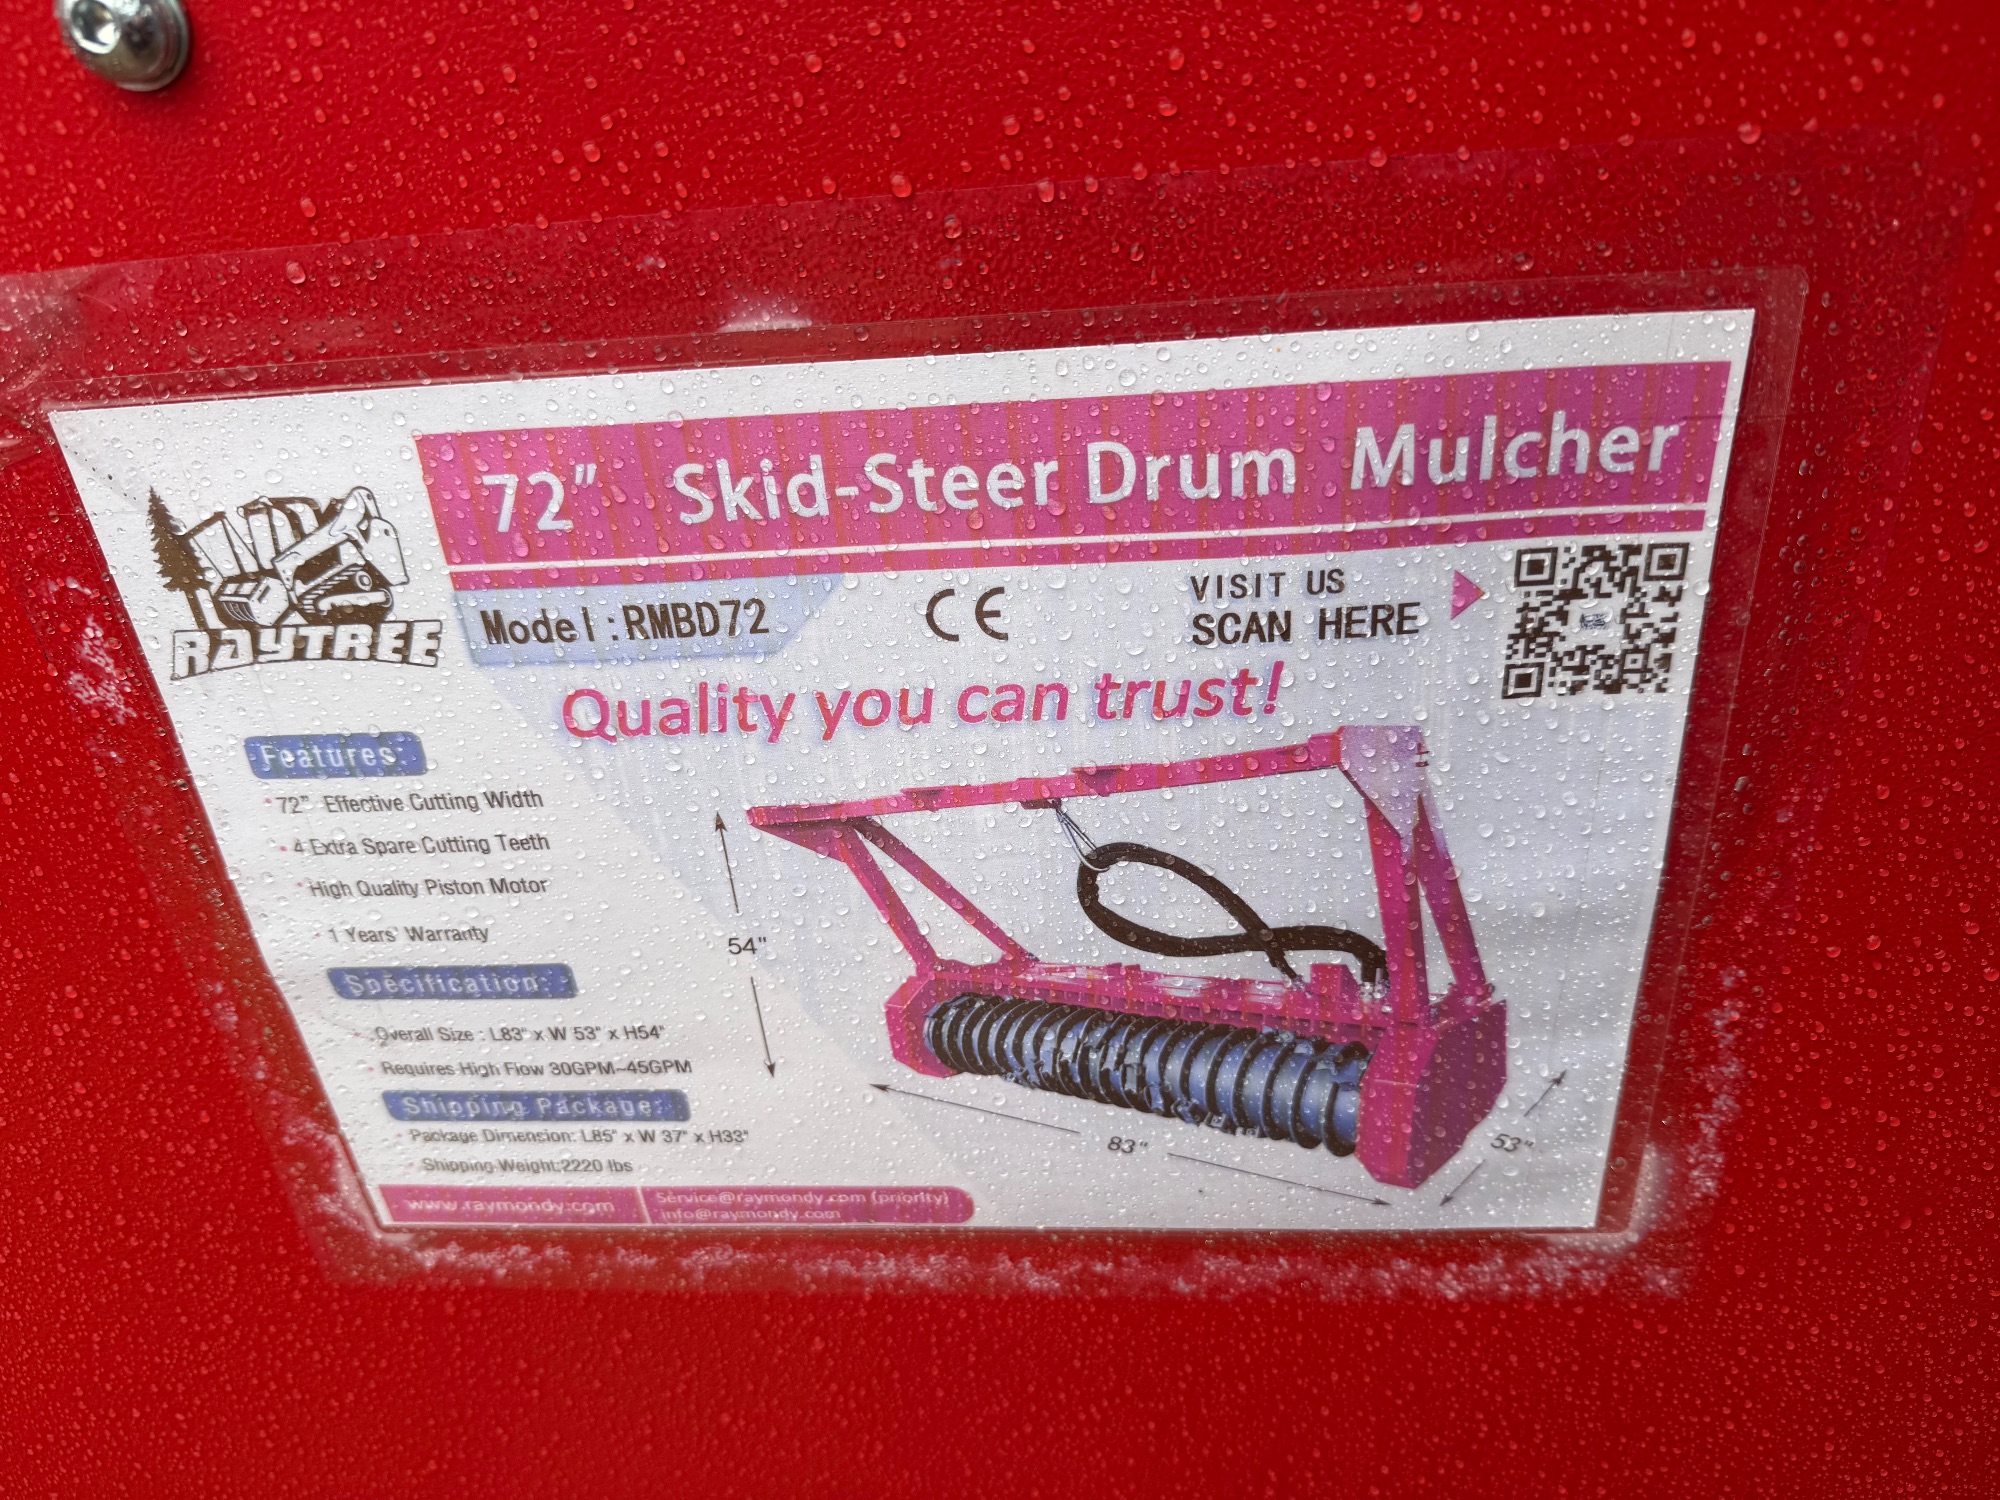 72" Skid-Steer Drum Mulcher
RAYTREE
Model:RMBD72
CE
VISIT US
SCAN HERE
Quality you can trust!
Features:
72" Effective Cutting Width
4 Extra Spare Cutting Teeth
High Quality Piston Motor
1 Years' Warranty
Specification:
Overall Size : L83" x W 53" x H54"
Requires High Flow 30GPM~45GPM
Shipping Package:
Package Dimension: L85" x W 37" x H33"
Shipping Weight:2220 lbs
www.raymondy.com
Service@raymondy.com (priority)
info@raymondy.com
54"
83"
53"